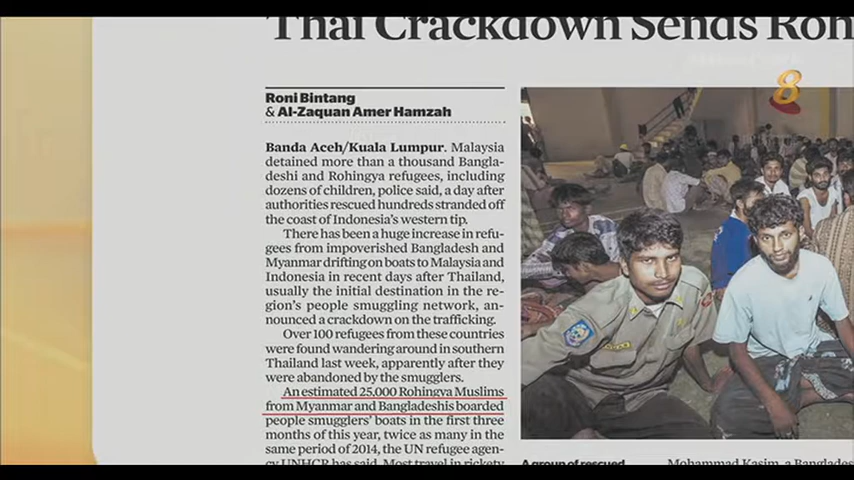 Thai Crackdown Sends Roh
8
Roni Bintang
& Al-Zaquan Amer Hamzah
Banda Aceh/Kuala Lumpur. Malaysia
detained more than a thousand Bangla-
deshi and Rohingya refugees, including
dozens of children, police said, a day after
authorities rescued hundreds stranded off
the coast of Indonesia's western tip.
There has been a huge increase in refu-
gees from impoverished Bangladesh and
Myanmar drifting on boats to Malaysia and
Indonesia in recent days after Thailand,
usually the initial destination in the re-
gion's people smuggling network, an-
nounced a crackdown on the trafficking.
Over 100 refugees from these countries
were found wandering around in southern
Thailand last week, apparently after they
were abandoned by the smugglers.
An estimated 25,000 Rohingya Muslims
from Myanmar and Bangladeshis boarded
people smugglers' boats in the first three
months of this year, twice as many in the
same period of 2014, the UN refugee agen-
cy UNHCR has said. Most travel in rickety
A group of rescued
Mohammad Kasim, a Banglades